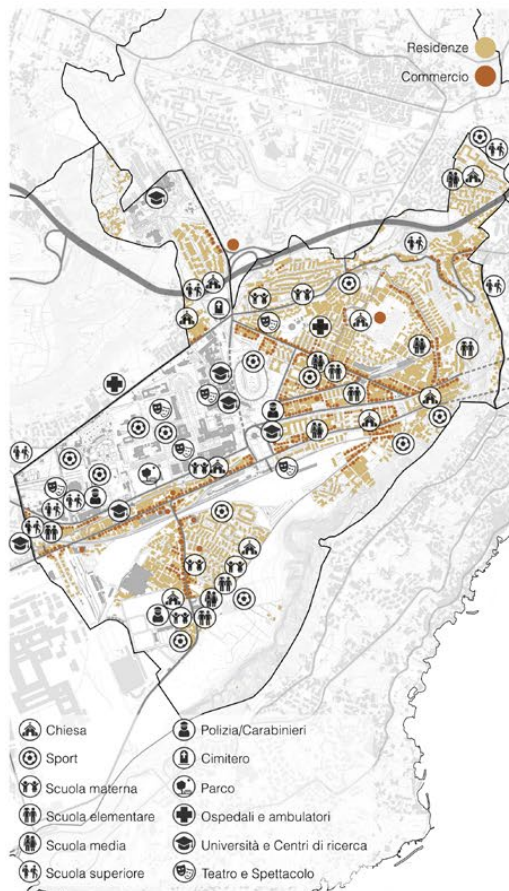 Residenze
Commercio
Chiesa
Sport
Scuola materna
Scuola elementare
Scuola media
Scuola superiore
Polizia/Carabinieri
Cimitero
Parco
Ospedali e ambulatori
Università e Centri di ricerca
Teatro e Spettacolo